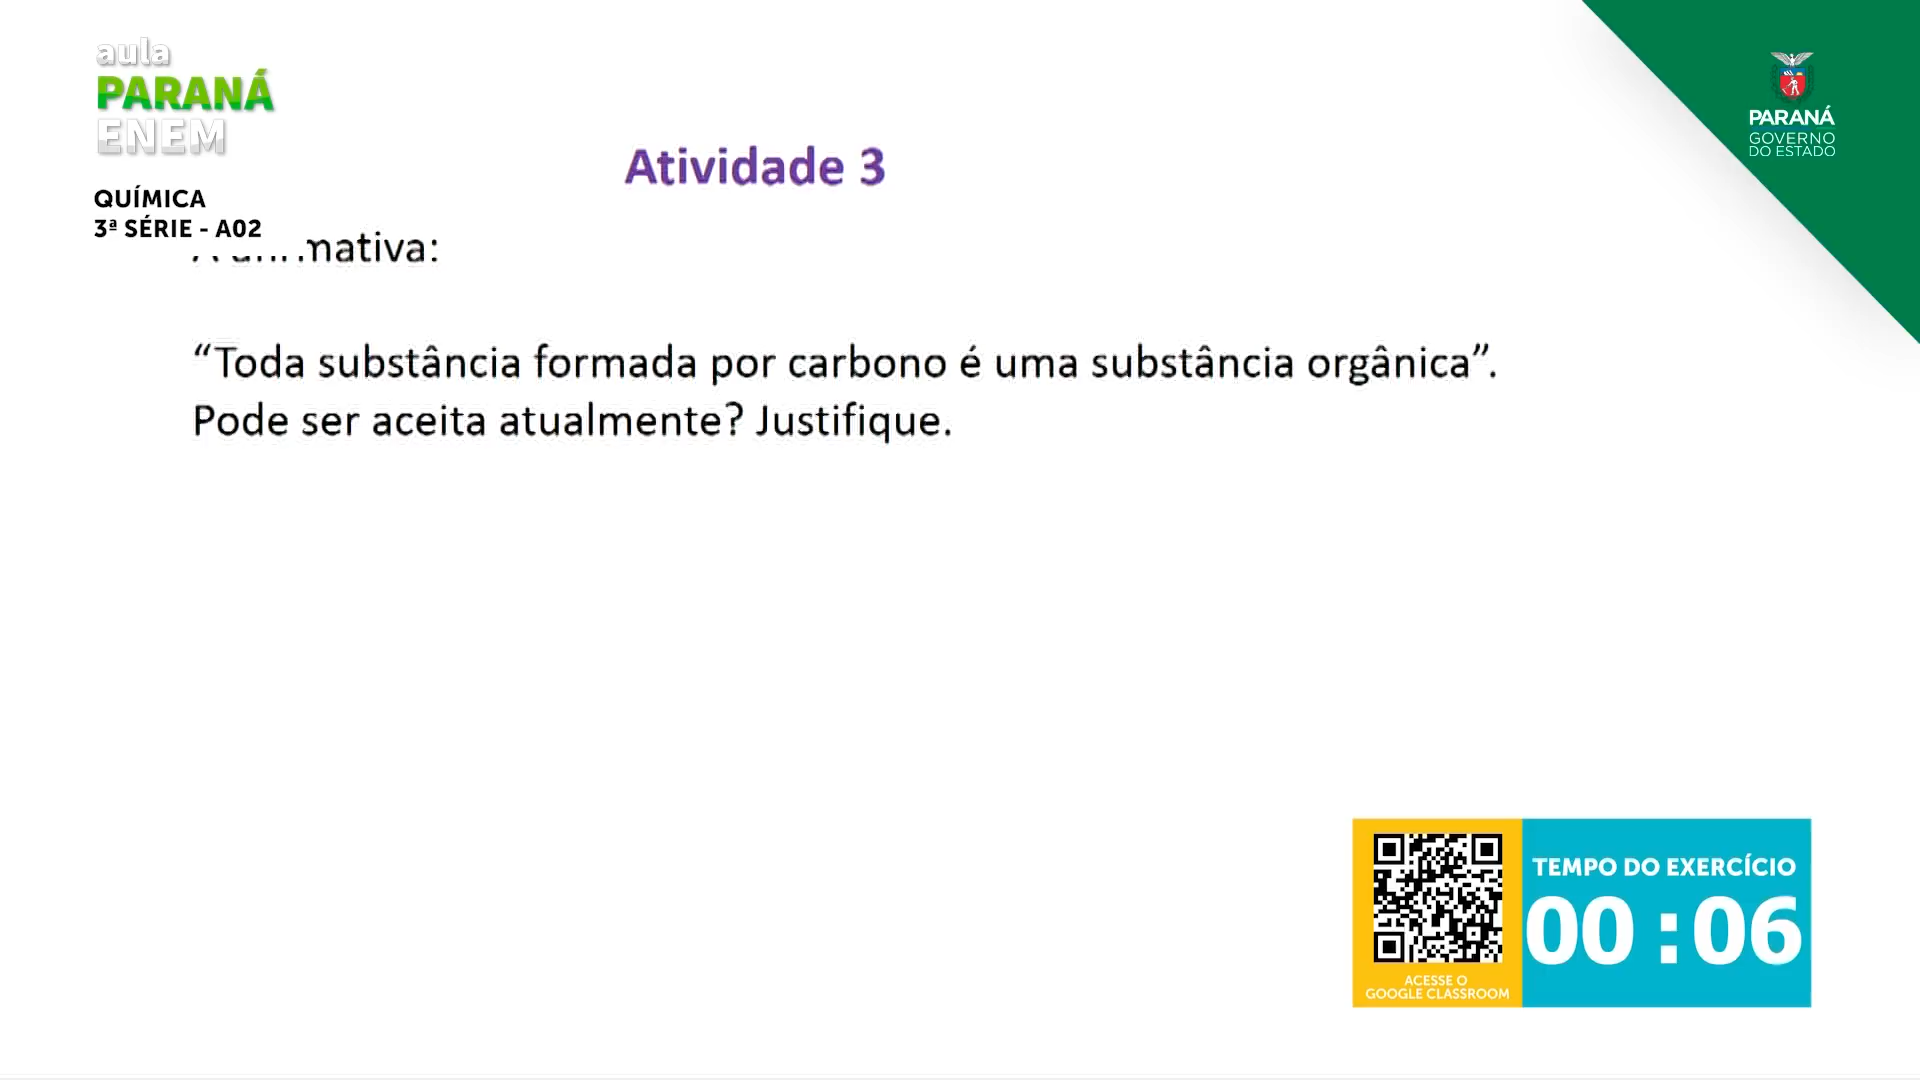 aula
PARANÁ
ENEM
PARANÁ
GOVERNO
DO ESTADO
QUÍMICA
3ª SÉRIE - A02
Atividade 3
mativa:
“Toda substância formada por carbono é uma substância orgânica”.
Pode ser aceita atualmente? Justifique.
TEMPO DO EXERCÍCIO
00:06
ACESSE O
GOOGLE CLASSROOM